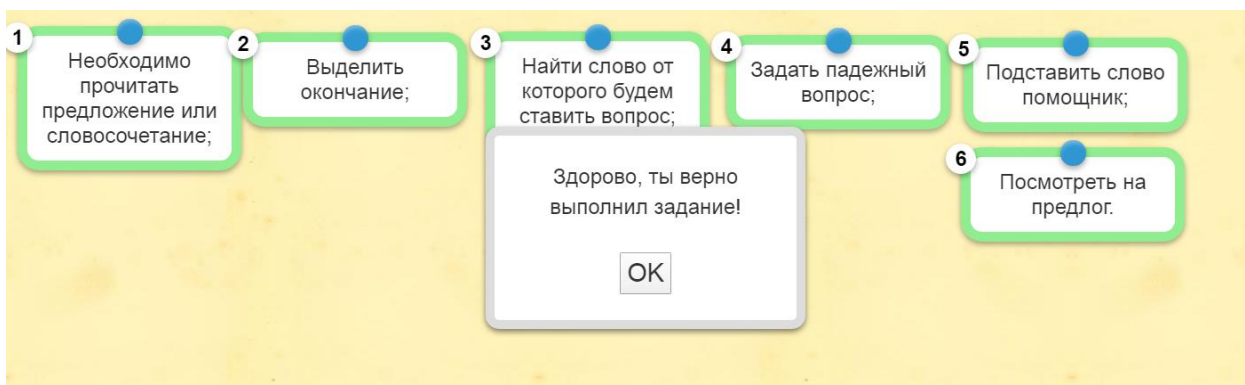 1
Необходимо
прочитать
предложение или
словосочетание;
2
Выделить
окончание;
3
Найти слово от
которого будем
ставить вопрос;
4
Задать падежный
вопрос;
5
Подставить слово
помощник;
6
Посмотреть на
предлог.
Здорово, ты верно
выполнил задание!
OK